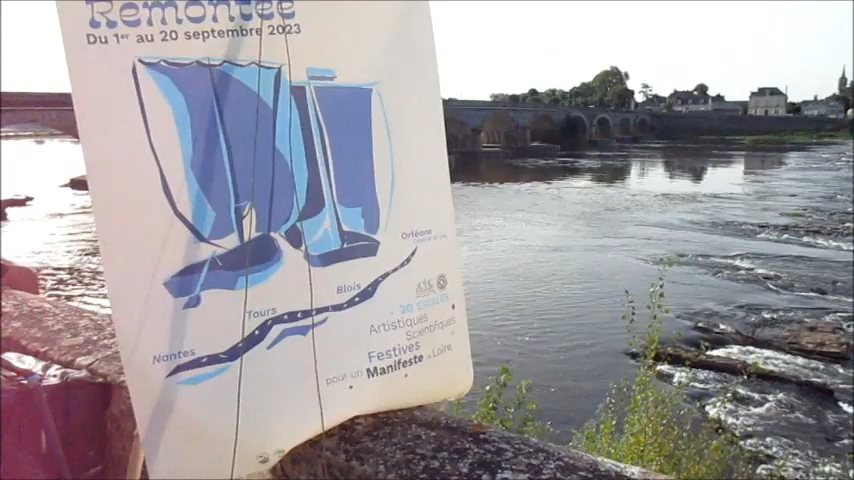 Remontée
Du 1er au 20 septembre 2023
Orléans
Blois
Tours
Nantes
20 ESCALES
Artistiques
Scientifiques
Festives
pour un Manifeste de Loire